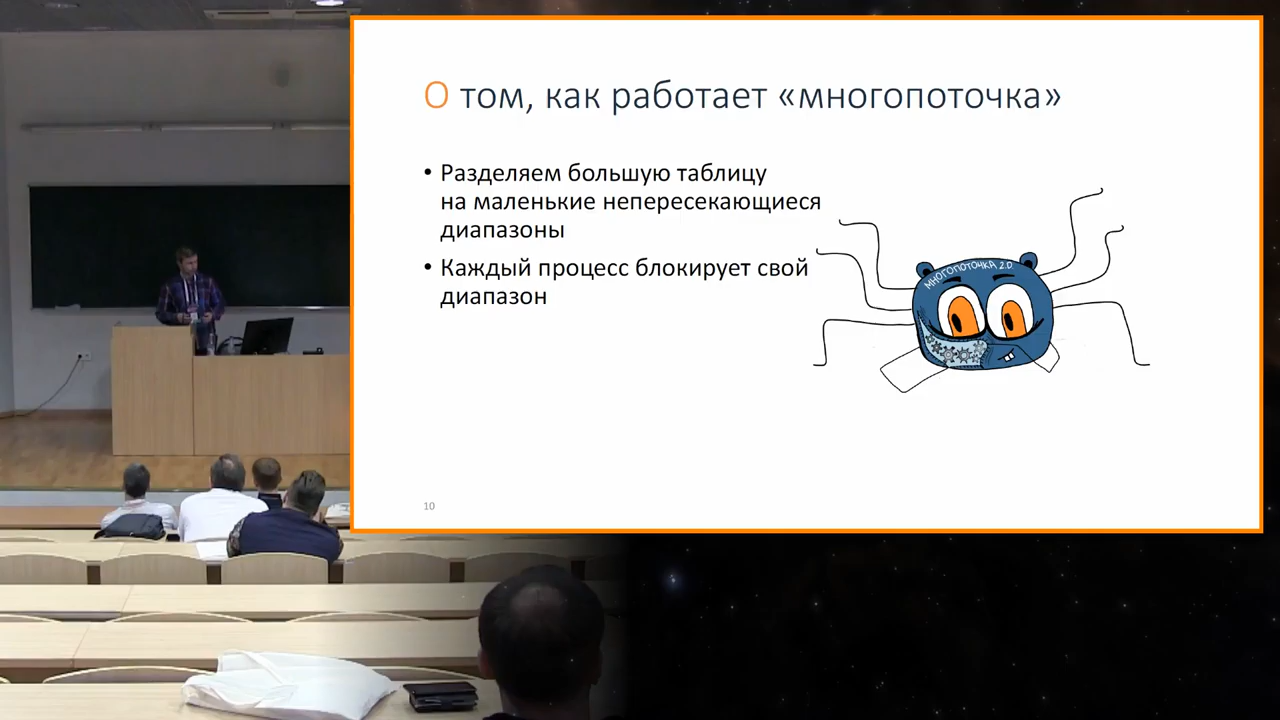 О том, как работает «многопоточка»
• Разделяем большую таблицу
на маленькие непересекающиеся
диапазоны
• Каждый процесс блокирует свой
диапазон
МНОГОПОТОЧКА 2.0
10